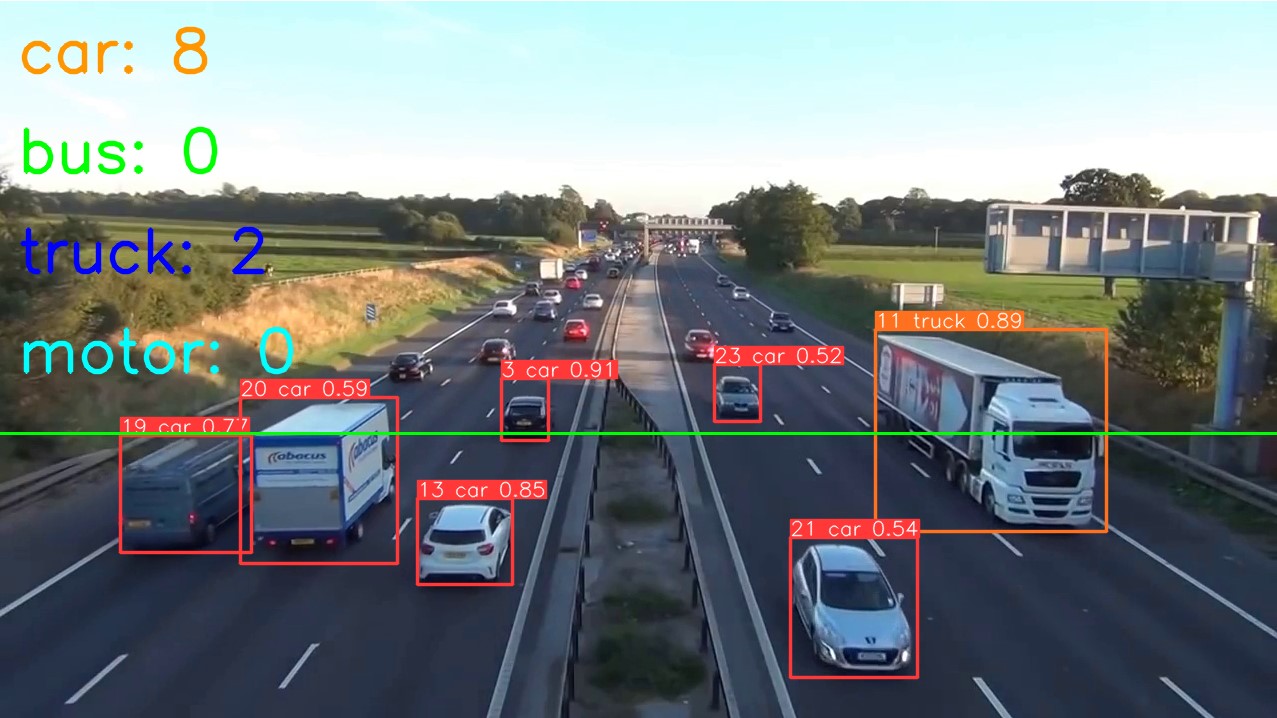 car: 8
bus: 0
truck: 2
motor: 0
11 truck 0.89
23 car 0.52
3 car 0.91
20 car 0.59
19 car 0.77
abacus
abacus
13 car 0.85
21 car 0.54